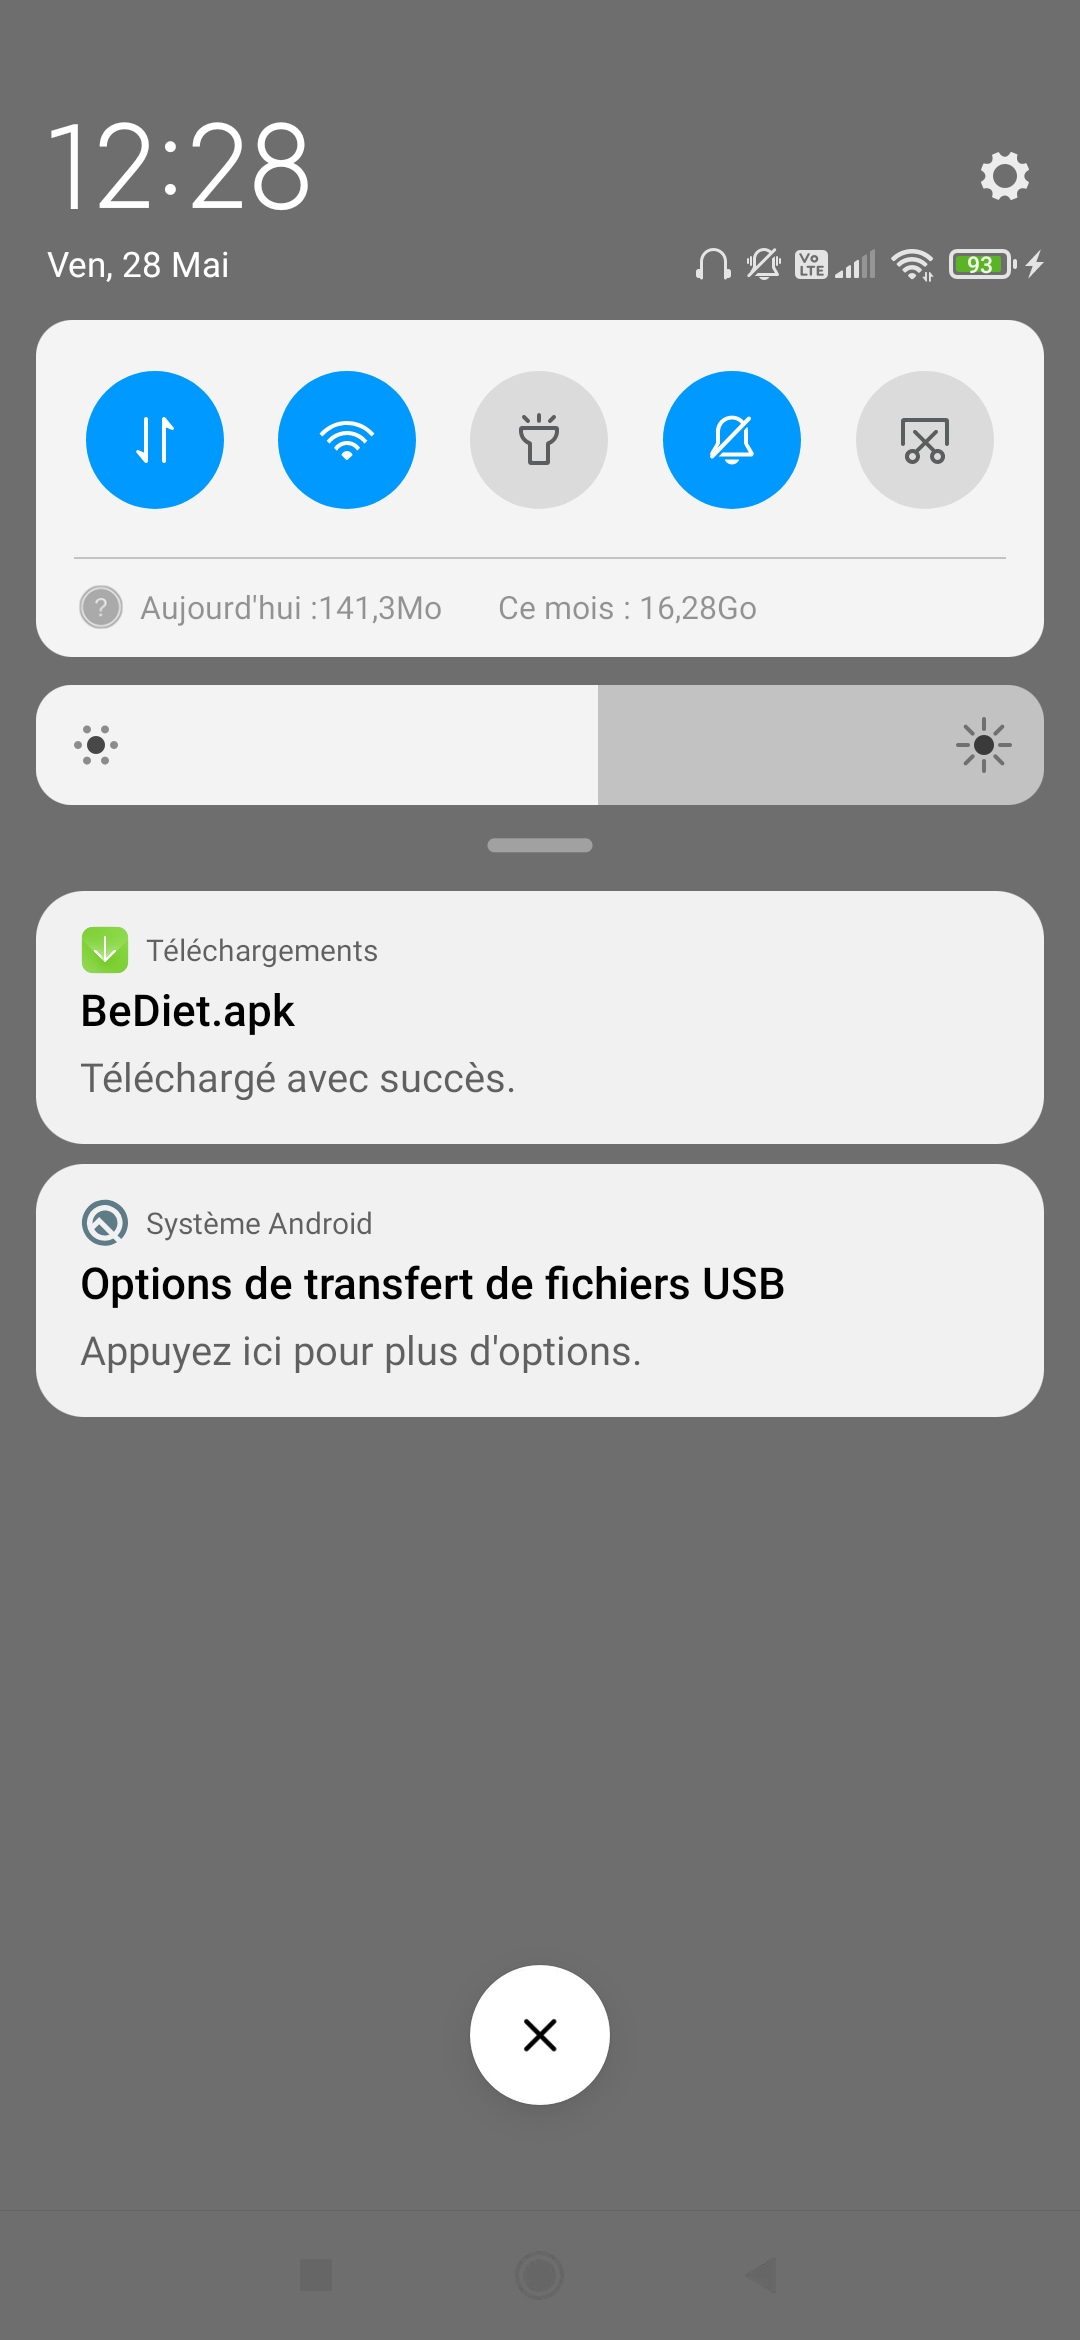 12:28
Ven, 28 Mai
Vo LTE
93
Aujourd'hui :141,3Mo Ce mois : 16,28Go
Téléchargements
BeDiet.apk
Téléchargé avec succès.
Système Android
Options de transfert de fichiers USB
Appuyez ici pour plus d'options.